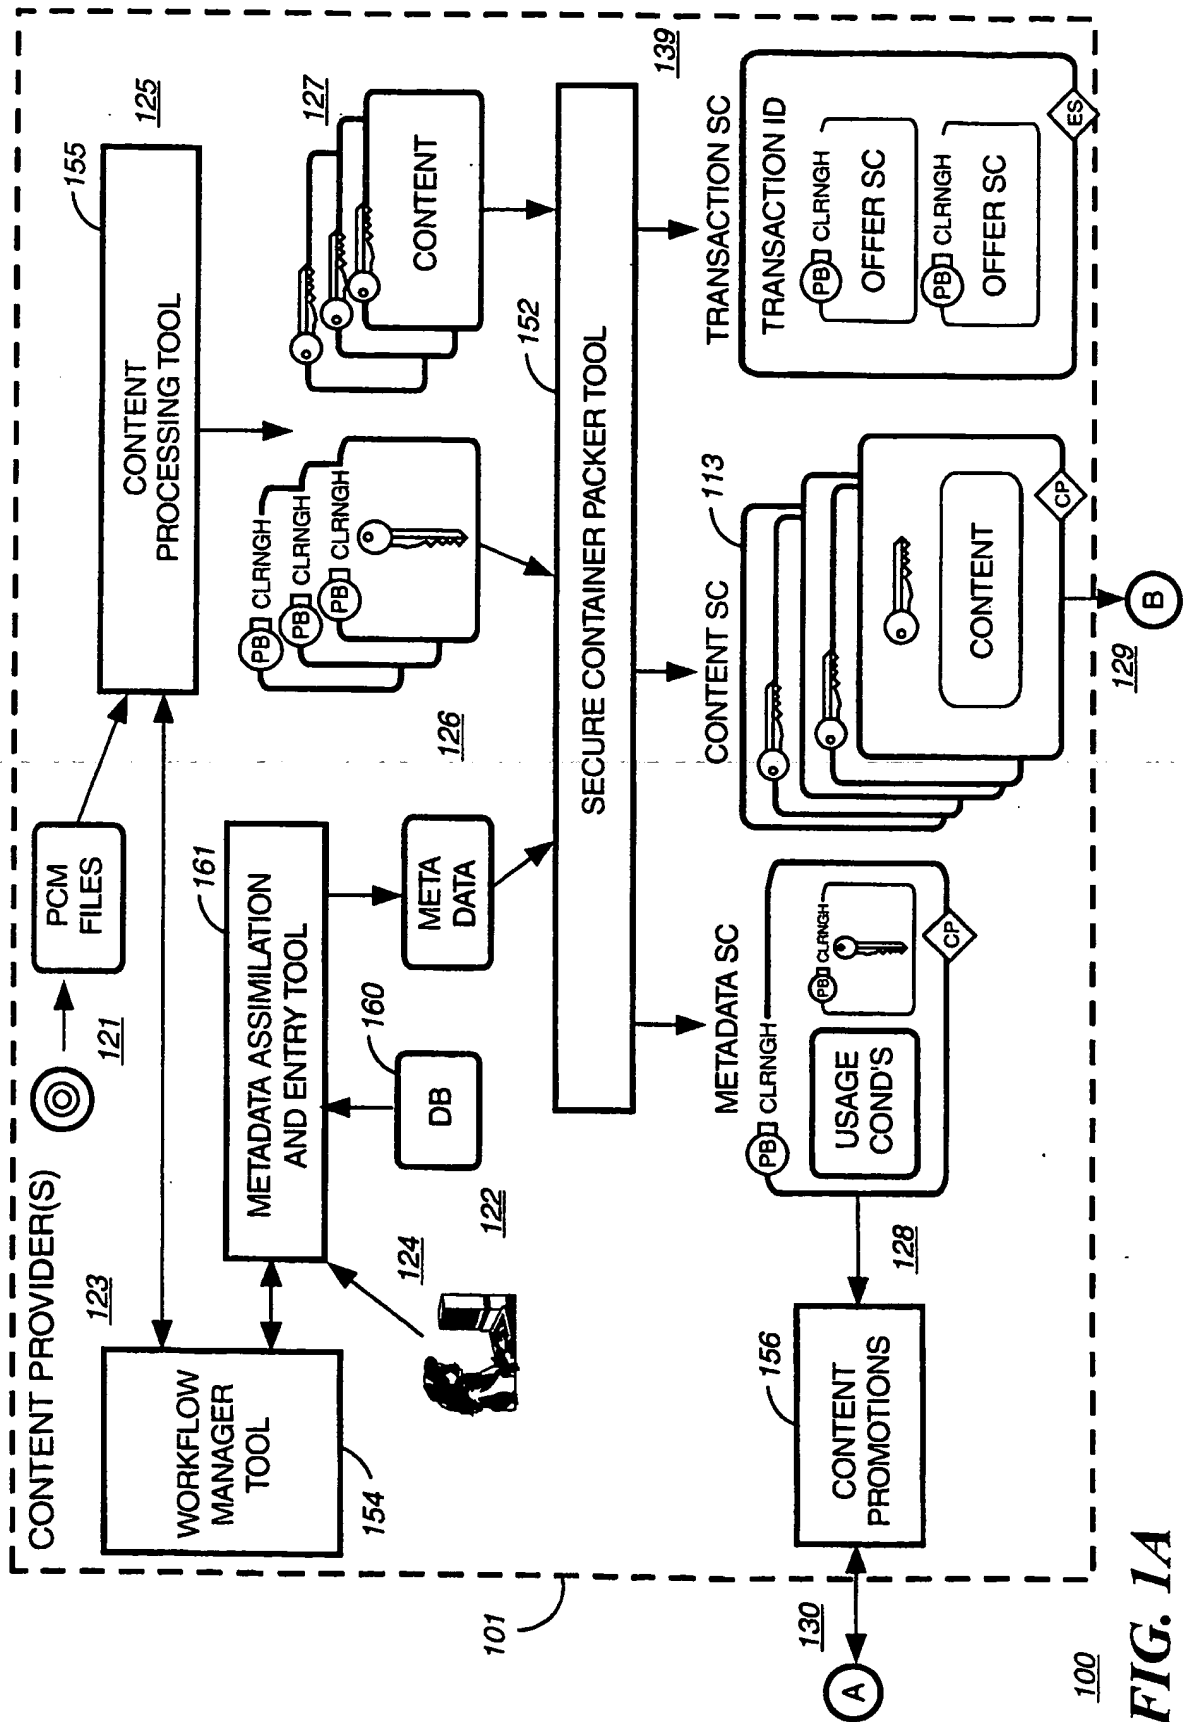 CONTENT PROVIDER(S)
123
WORKFLOW
MANAGER
TOOL
154
121
PCM
FILES
155
CONTENT
PROCESSING TOOL
125
161
METADATA ASSIMILATION
AND ENTRY TOOL
124
122
160
DB
META
DATA
126
PB CLRNGH
PB CLRNGH
PB CLRNGH
127
CONTENT
152
SECURE CONTAINER PACKER TOOL
139
METADATA SC
PB CLRNGH
USAGE
COND'S
PB CLRNGH
CP
CONTENT SC
113
CONTENT
CP
TRANSACTION SC
TRANSACTION ID
PB CLRNGH
OFFER SC
PB CLRNGH
OFFER SC
ES
128
156
CONTENT
PROMOTIONS
129
B
101
130
A
100
FIG. 1A